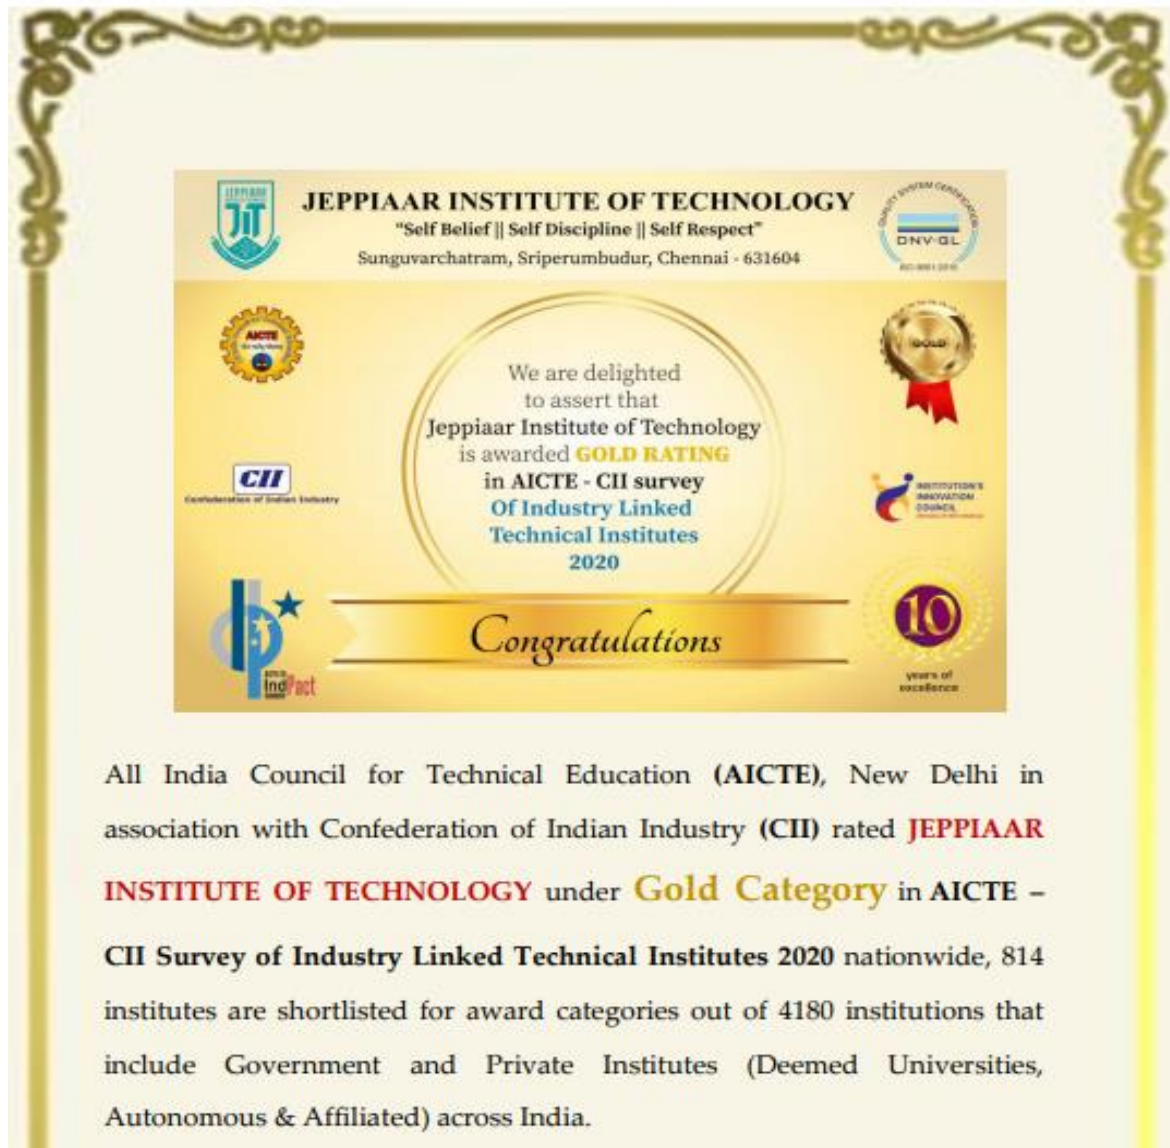 JEPPIAAR
JiT
JEPPIAAR INSTITUTE OF TECHNOLOGY
"Self Belief || Self Discipline || Self Respect"
Sunguvarchatram, Sriperumbudur, Chennai - 631604
QUALITY SYSTEM CERTIFICATION
DNV·GL
AICTE
GOLD
We are delighted
to assert that
Jeppiaar Institute of Technology
is awarded GOLD RATING
in AICTE - CII survey
Of Industry Linked
Technical Institutes
2020
CII
Confederation of Indian Industry
INSTITUTION'S
INNOVATION
COUNCIL
IndPact
Congratulations
10
years of
excellence
All India Council for Technical Education (AICTE), New Delhi in
association with Confederation of Indian Industry (CII) rated JEPPIAAR
INSTITUTE OF TECHNOLOGY under Gold Category in AICTE –
CII Survey of Industry Linked Technical Institutes 2020 nationwide, 814
institutes are shortlisted for award categories out of 4180 institutions that
include Government and Private Institutes (Deemed Universities,
Autonomous & Affiliated) across India.